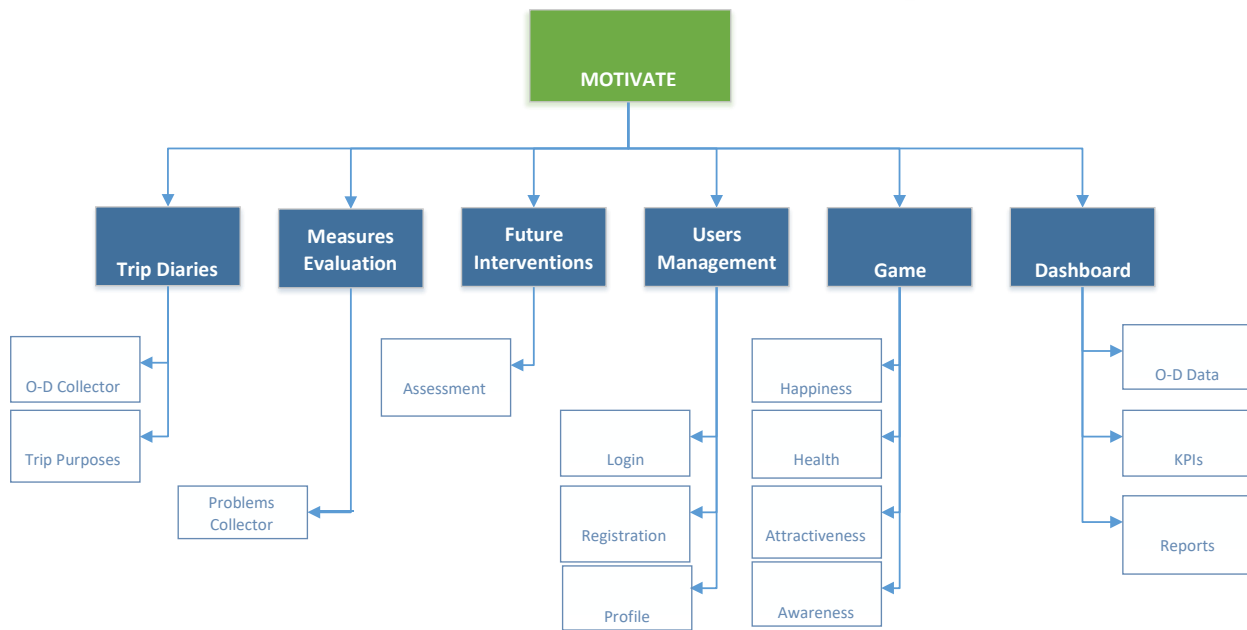 MOTIVATE
Trip Diaries
Measures
Evaluation
Future
Interventions
Users
Management
Game
Dashboard
O-D Collector
Trip Purposes
Problems
Collector
Assessment
Login
Registration
Profile
Happiness
Health
Attractiveness
Awareness
O-D Data
KPIs
Reports